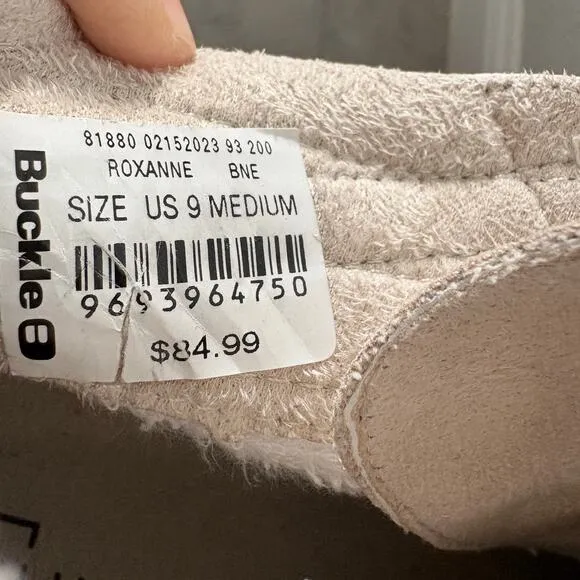 81880 02152023 93 200
ROXANNE BNE
SIZE US 9 MEDIUM
9693964750
$84.99
Buckle B